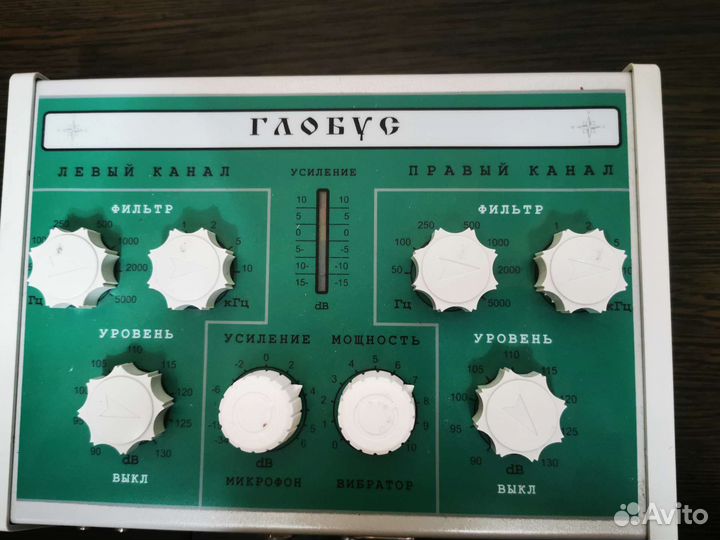 ГЛОБУС
ЛЕВЫЙ КАНАЛ
УСИЛЕНИЕ
ПРАВЫЙ КАНАЛ
ФИЛЬТР
ФИЛЬТР
10 10
5 5
0 0
5- -5
10- -10
15- -15
dB
250 500
100 1000
2000
5000
1 2
5
10
кГц
250 500
100 1000
50 2000
Гц 5000
1 2
5
10
кГц
УРОВЕНЬ
УСИЛЕНИЕ
МОЩНОСТЬ
УРОВЕНЬ
110
105 115
100 120
95 125
90 130
dB
ВЫКЛ
-2 0 2
-6 4
6
dB
МИКРОФОН
4 5 6
3 7
2 8
1 9
0 10
ВИБРАТОР
110
105 115
100 120
95 125
90 130
dB
ВЫКЛ
Avito